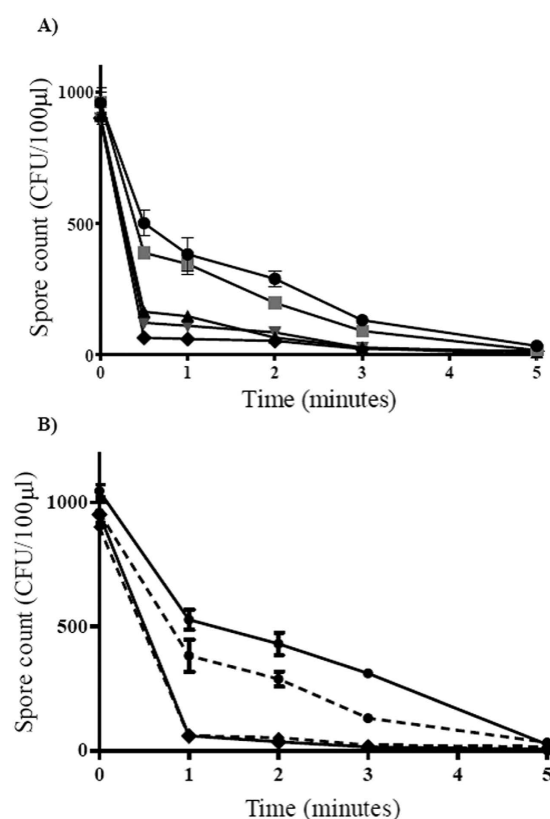 A)
Spore count (CFU/100µl)
1000
500
0
0 1 2 3 4 5
Time (minutes)
B)
Spore count (CFU/100µl)
1000
500
0
0 1 2 3 4 5
Time (minutes)